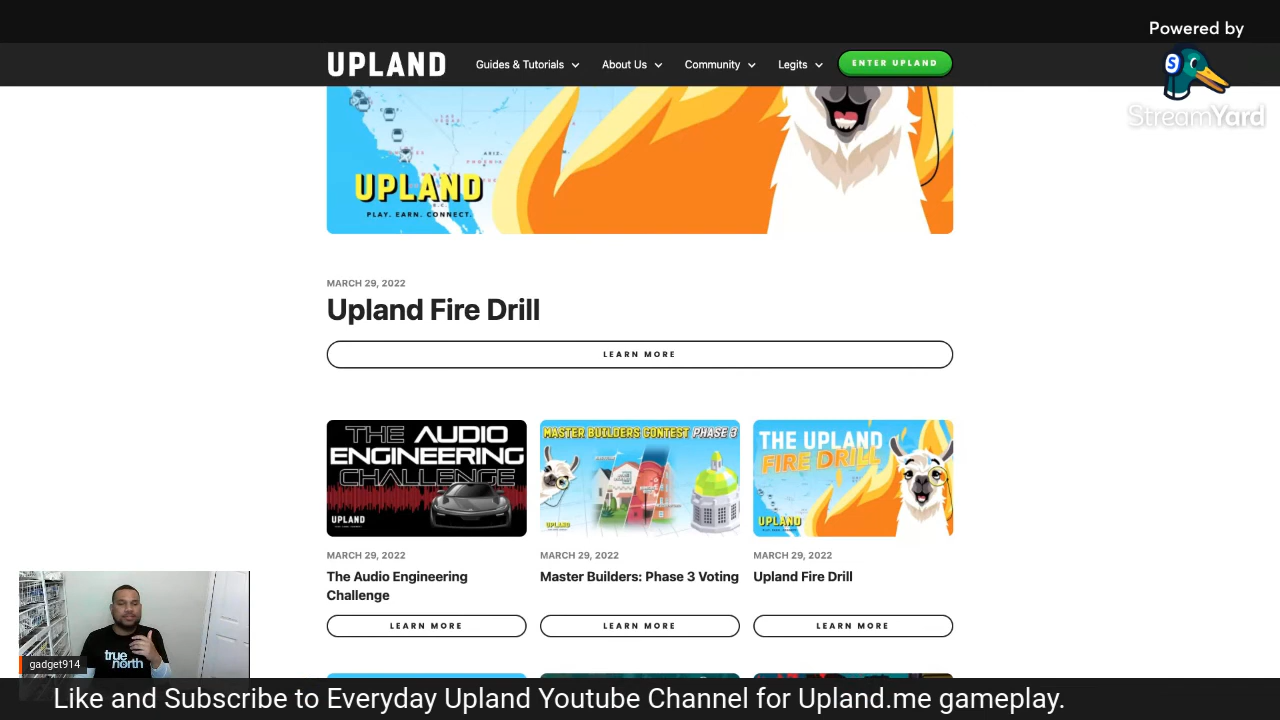 Powered by
StreamYard
UPLAND
Guides & Tutorials
About Us
Community
Legits
ENTER UPLAND
UPLAND
PLAY. EARN. CONNECT.
MARCH 29, 2022
Upland Fire Drill
LEARN MORE
THE AUDIO
ENGINEERING
CHALLENGE
UPLAND
MASTER BUILDERS CONTEST PHASE 3
UPLAND
THE UPLAND
FIRE DRILL
UPLAND
MARCH 29, 2022
The Audio Engineering
Challenge
LEARN MORE
MARCH 29, 2022
Master Builders: Phase 3 Voting
LEARN MORE
MARCH 29, 2022
Upland Fire Drill
LEARN MORE
true
north
gadget914
Like and Subscribe to Everyday Upland Youtube Channel for Upland.me gameplay.